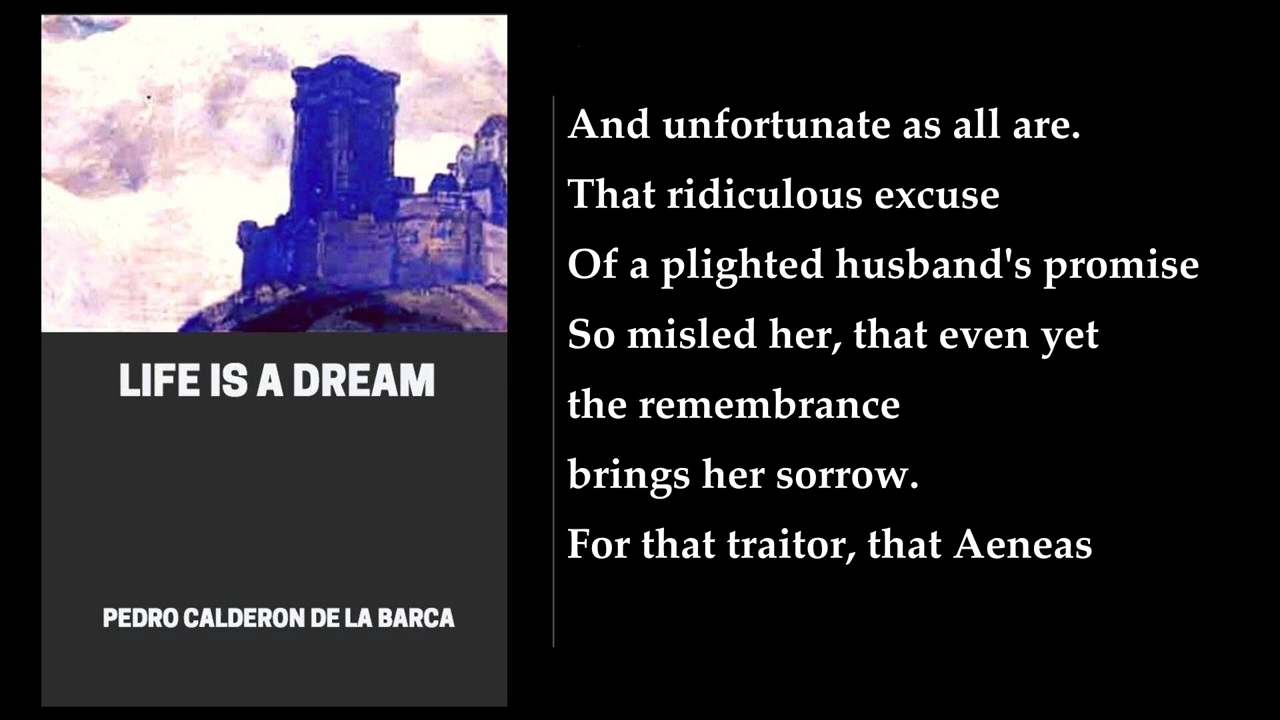 LIFE IS A DREAM
PEDRO CALDERON DE LA BARCA
And unfortunate as all are.
That ridiculous excuse
Of a plighted husband's promise
So misled her, that even yet
the remembrance
brings her sorrow.
For that traitor, that Aeneas